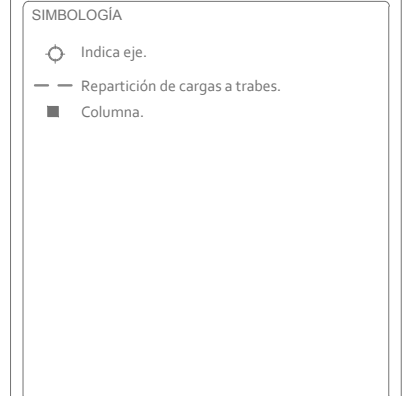 SIMBOLOGÍA
Indica eje.
Repartición de cargas a trabes.
Columna.